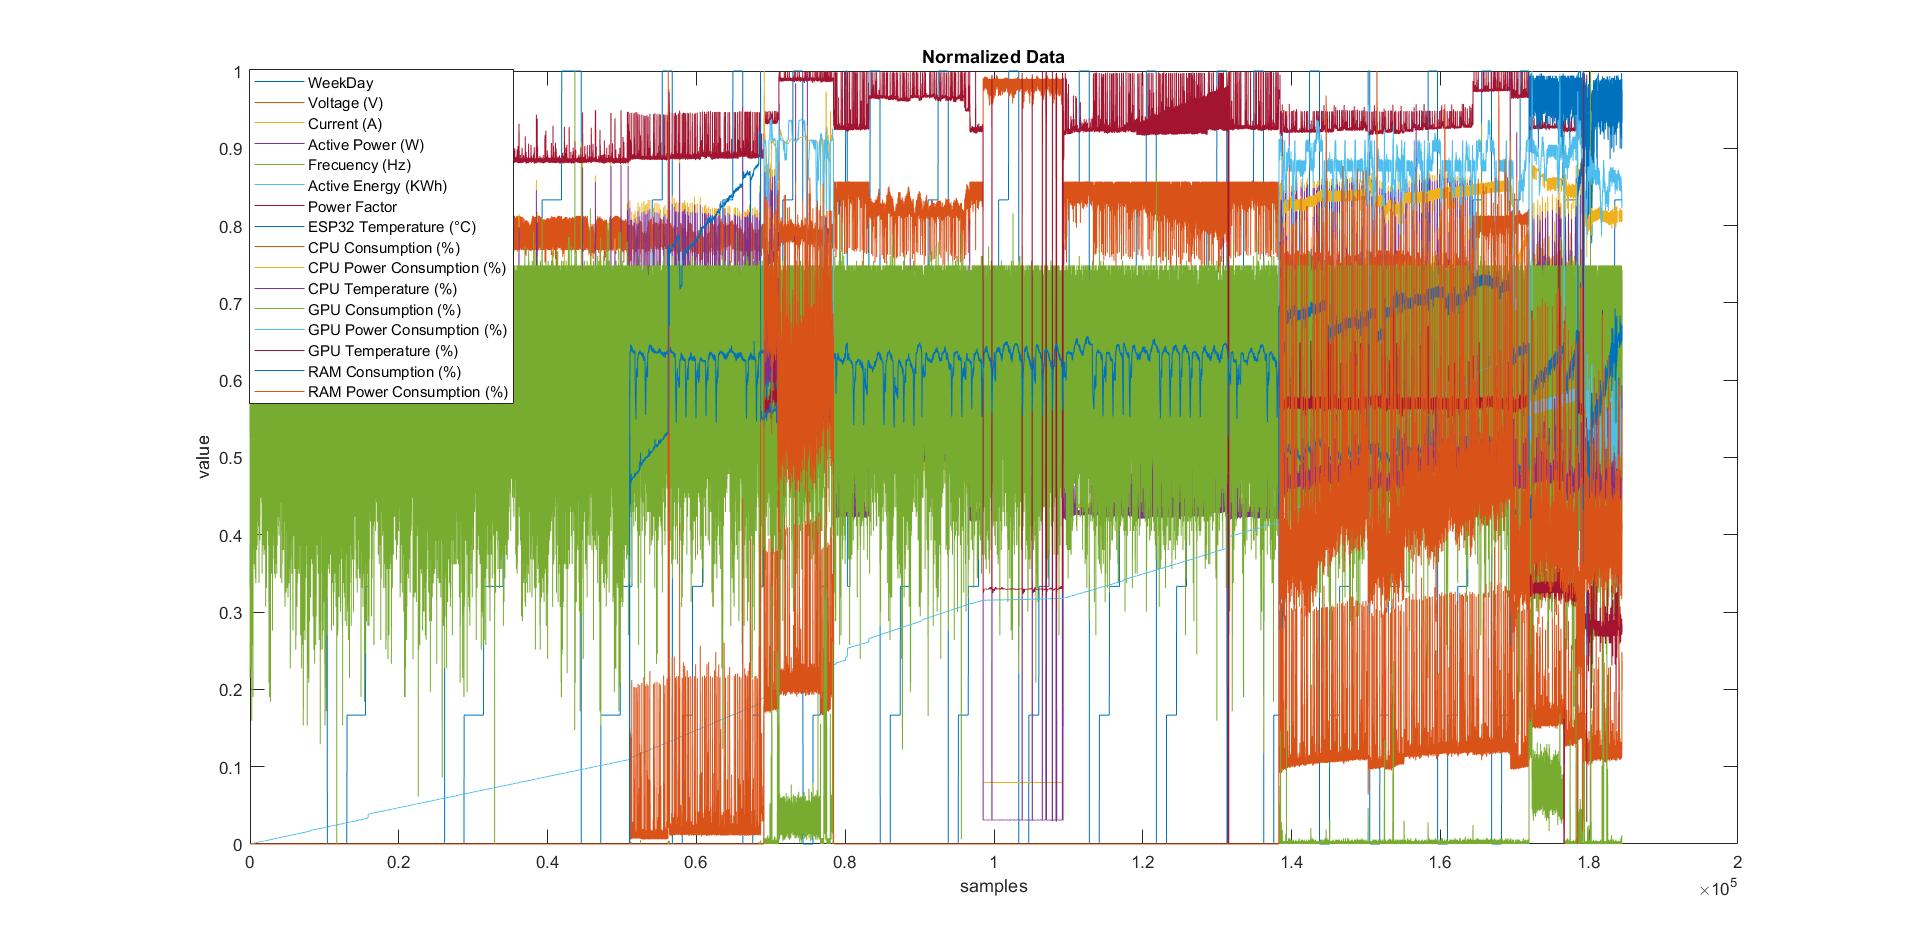 Normalized Data
1
0.9
0.8
0.7
0.6
0.5
0.4
0.3
0.2
0.1
0
value
WeekDay
Voltage (V)
Current (A)
Active Power (W)
Frecuency (Hz)
Active Energy (KWh)
Power Factor
ESP32 Temperature (°C)
CPU Consumption (%)
CPU Power Consumption (%)
CPU Temperature (%)
GPU Consumption (%)
GPU Power Consumption (%)
GPU Temperature (%)
RAM Consumption (%)
RAM Power Consumption (%)
0 0.2 0.4 0.6 0.8 1 1.2 1.4 1.6 1.8 2
samples
×10⁵